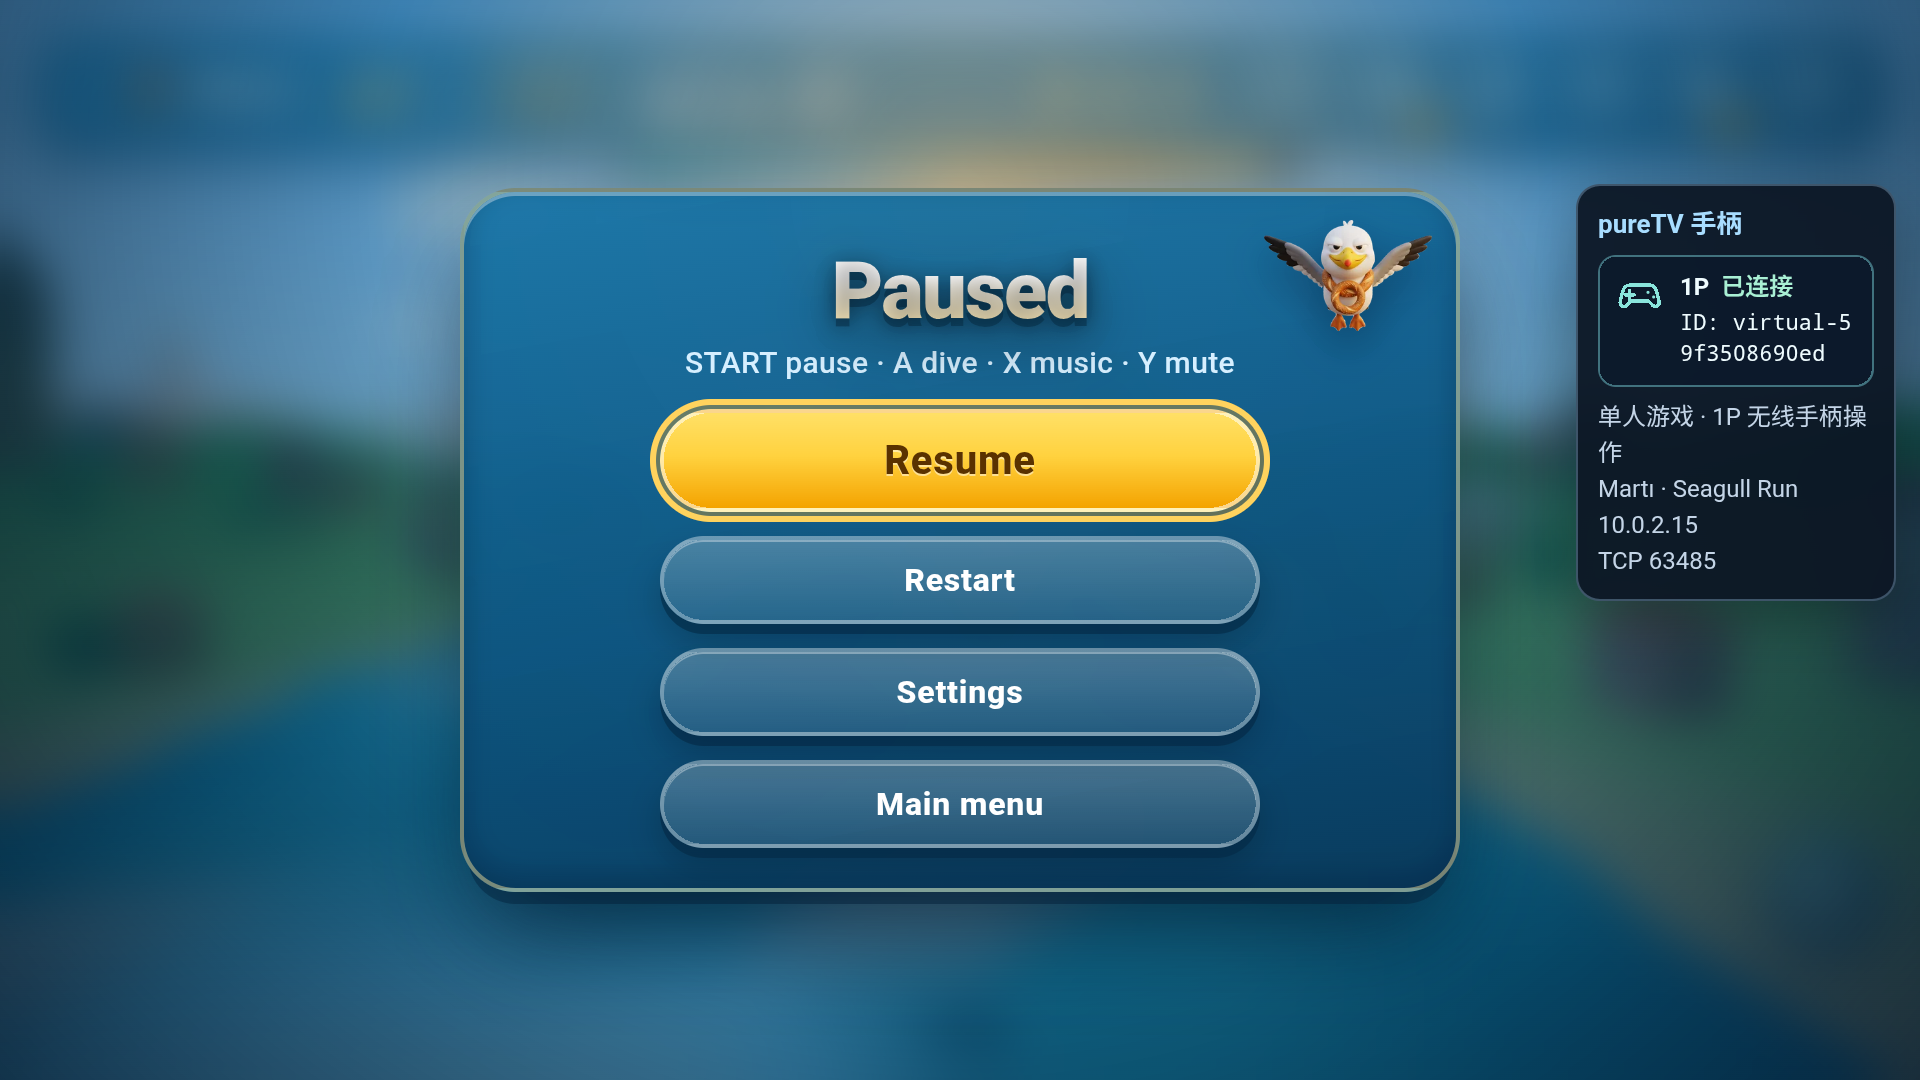 Paused
START pause · A dive · X music · Y mute
Resume
Restart
Settings
Main menu
pureTV 手柄
1P 已连接
ID: virtual-5
9f350869 0ed
单人游戏 · 1P 无线手柄操
作
Martı · Seagull Run
10.0.2.15
TCP 63485